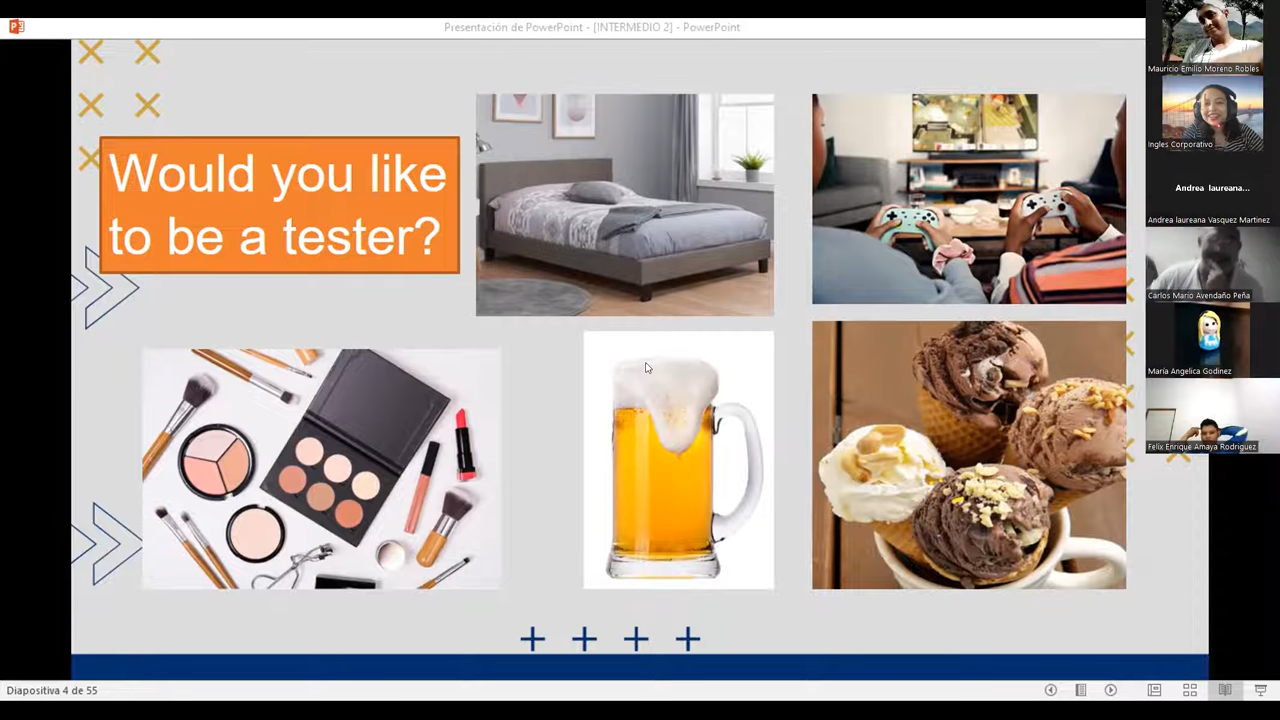 Presentación de PowerPoint - [INTERMEDIO 2] - PowerPoint
Would you like
to be a tester?
Mauricio Emilio Moreno Robles
Ingles Corporativo
Andrea laureana...
Andrea laureana Vasquez Martinez
Carlos Mario Avendaño Peña
María Angelica Godinez
Felix Enrique Amaya Rodriguez
Diapositiva 4 de 55